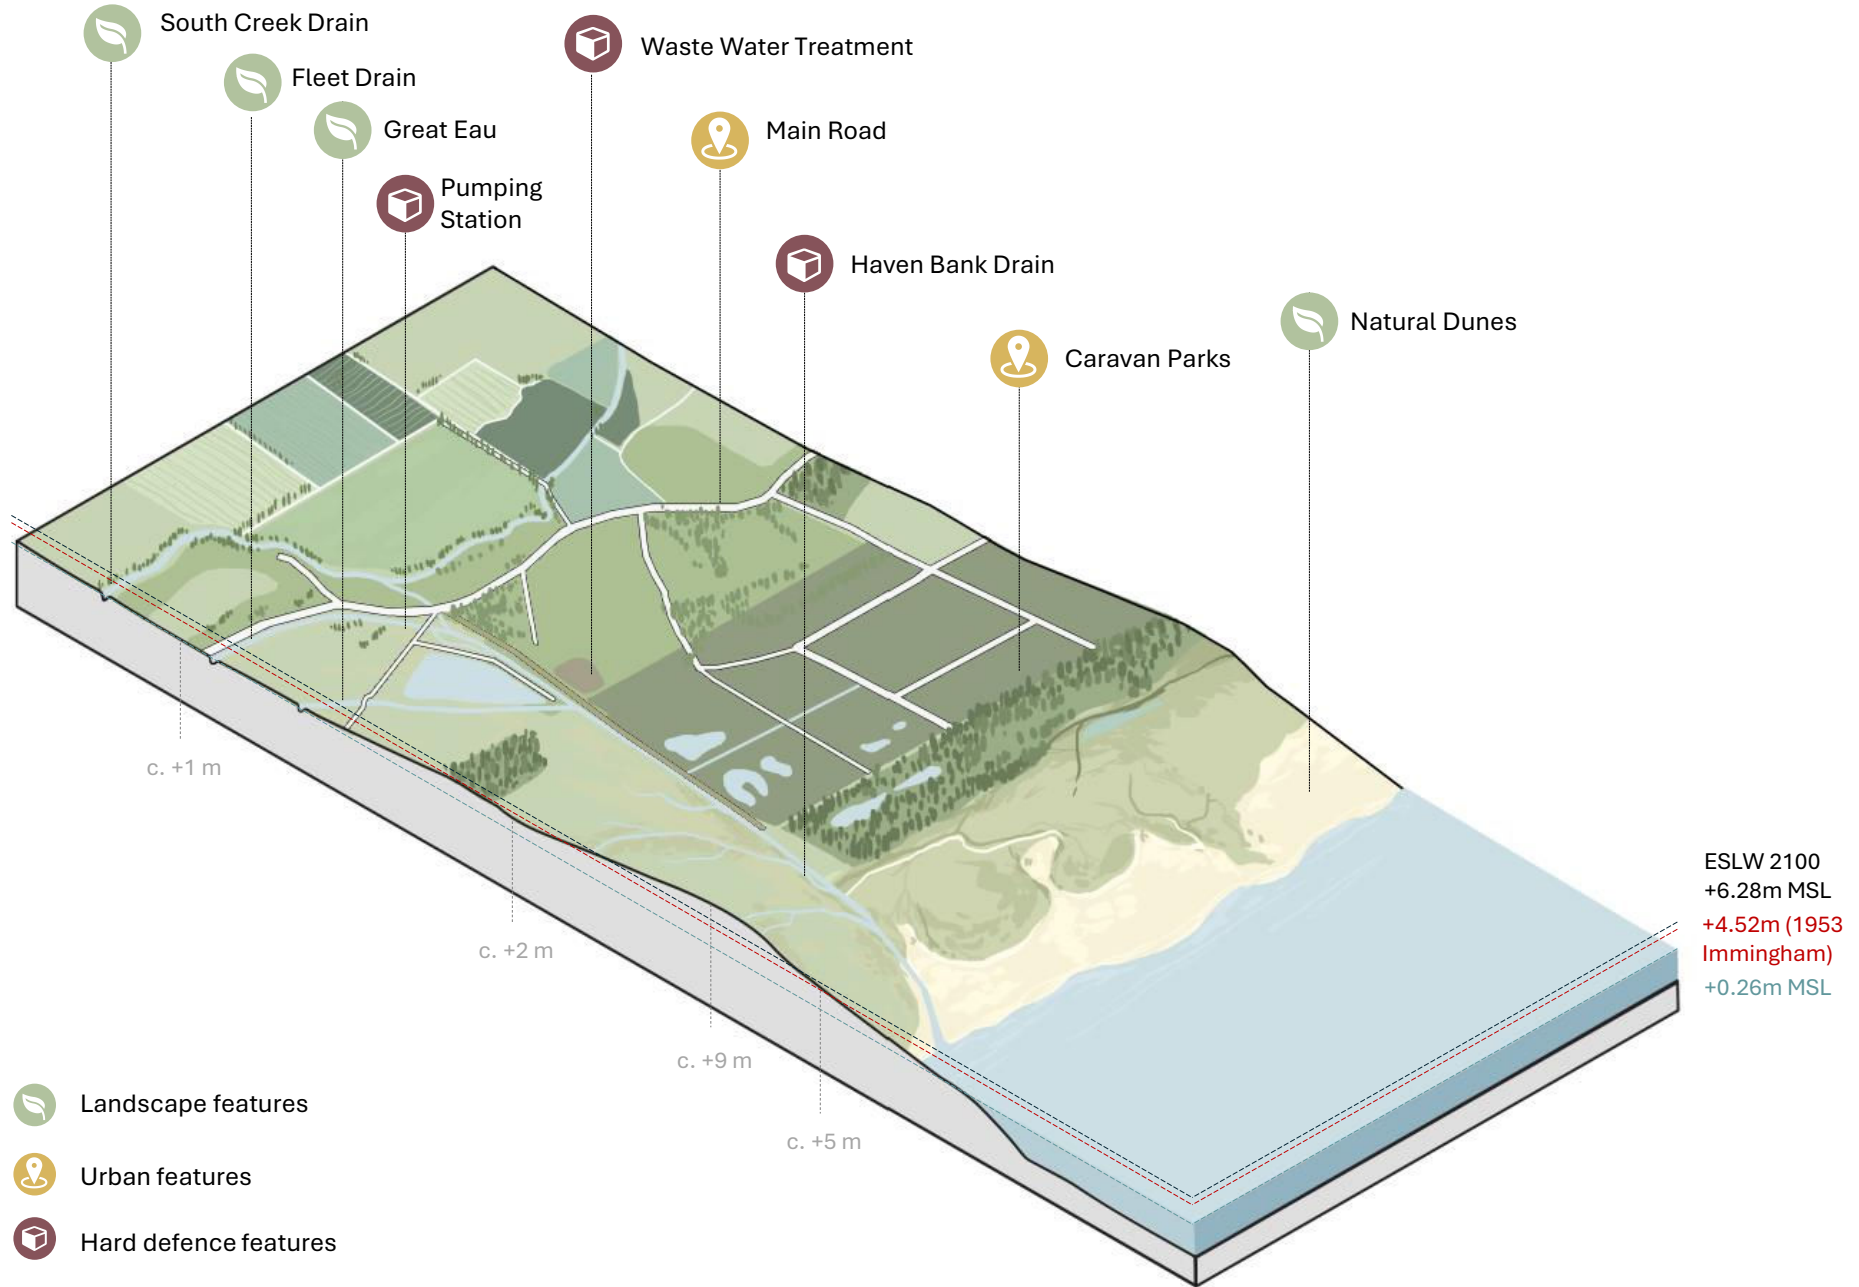 South Creek Drain
Fleet Drain
Great Eau
Pumping
Station
Waste Water Treatment
Main Road
Haven Bank Drain
Caravan Parks
Natural Dunes
c. +1 m
c. +2 m
c. +9 m
c. +5 m
ESLW 2100
+6.28m MSL
+4.52m (1953
Immingham)
+0.26m MSL
Landscape features
Urban features
Hard defence features